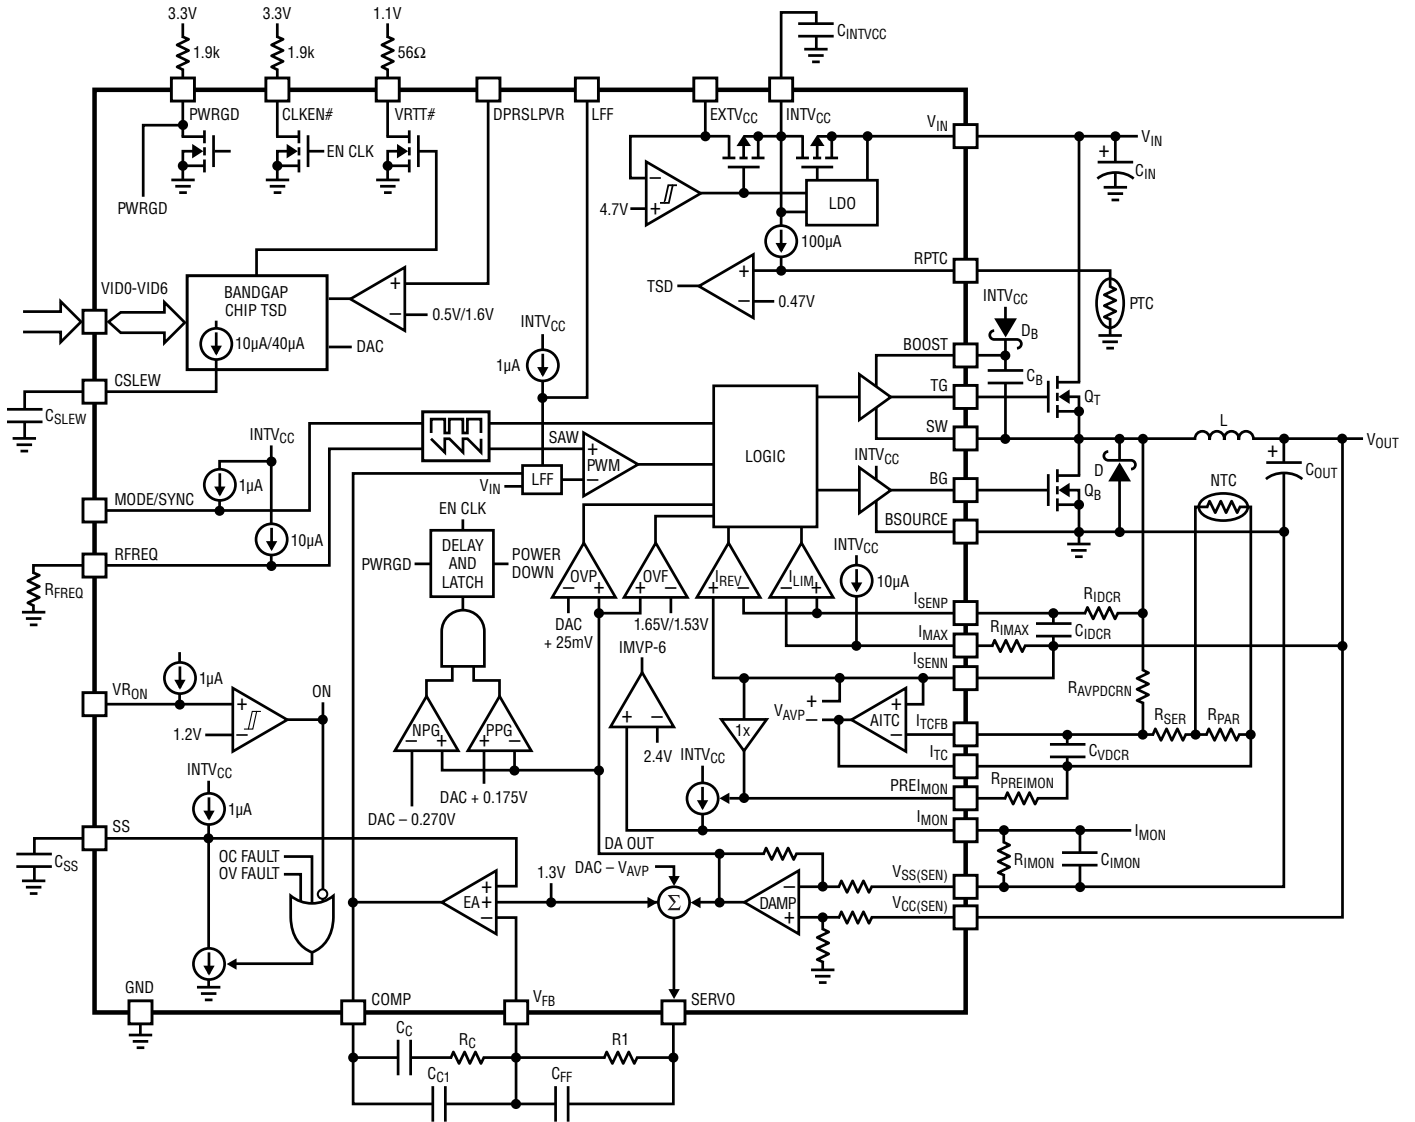 3.3V 3.3V 1.1V
1.9k 1.9k 56Ω
CINTVCC
PWRGD CLKEN# VRTT# DPRSLPVR LFF EXTVCC INTVCC
VIN VIN
CIN
EN CLK
PWRGD
4.7V
LDO
100µA
RPTC
TSD
0.47V
PTC
VID0-VID6
BANDGAP
CHIP TSD
10µA/40µA
0.5V/1.6V
DAC
INTVCC
1µA
INTVCC
DB
BOOST
CB
TG
QT
SW
L
VOUT
CSLEW
CSLEW
INTVCC
1µA
MODE/SYNC
10µA
RFREQ
RFREQ
SAW
PWM
LFF
VIN
LOGIC
INTVCC
BG
QB
D
COUT
NTC
BSOURCE
EN CLK
DELAY
AND
LATCH
PWRGD
POWER
DOWN
OVP OVF IREV ILIM
DAC
+ 25mV
1.65V/1.53V
INTVCC
10µA
ISENP
RIDCR
IMAX
RIMAX
CIDCR
ISENN
IMVP-6
VRON
1µA
1.2V
ON
NPG PPG
2.4V
VAVP
AITC
ITCFB
RAVPDCRN
RSER RPAR
ITC
CVDCR
1x
INTVCC
PREIMON
RPREIMON
IMON
IMON
INTVCC
1µA
DAC – 0.270V
DAC + 0.175V
SS
CSS
OC FAULT
OV FAULT
DA OUT
1.3V
DAC – VAVP
EA
Σ
DAMP
RIMON CIMON
VSS(SEN)
VCC(SEN)
GND
COMP VFB SERVO
CC RC R1
CC1 CFF